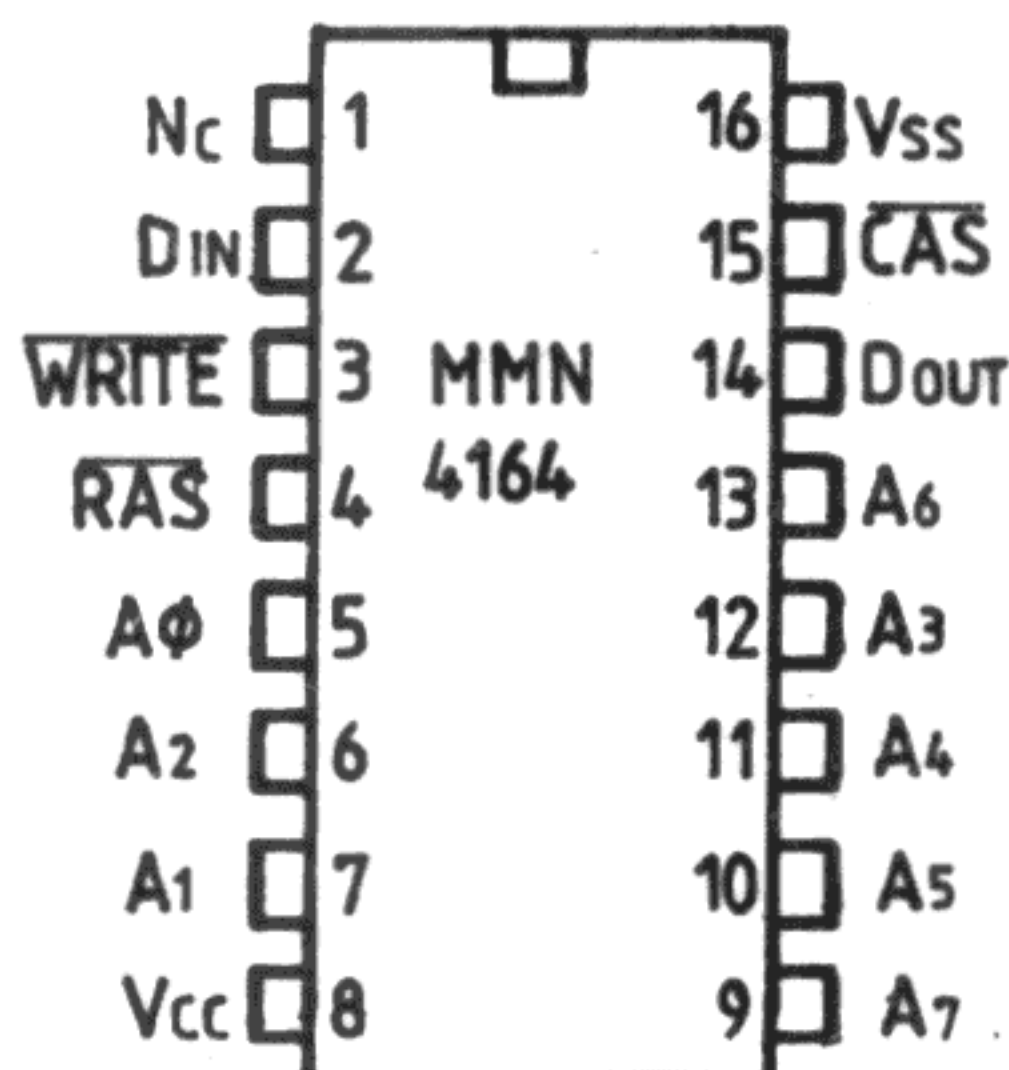 Nc 1 16 Vss
DIN 2 15 CAS
WRITE 3 MMN 14 DOUT
RAS 4 4164 13 A6
Aϕ 5 12 A3
A2 6 11 A4
A1 7 10 A5
Vcc 8 9 A7